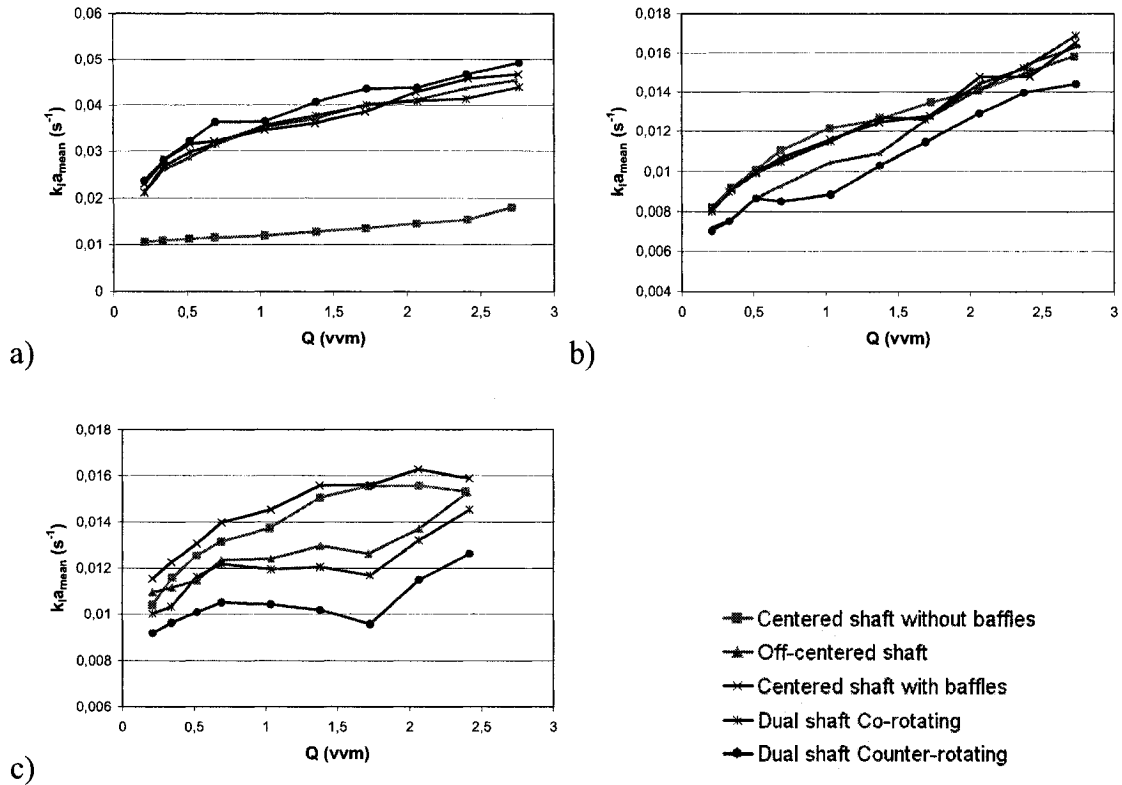 0,06
0,05
0,04
0,03
0,02
0,01
0
kₗa_mean (s⁻¹)
0 0,5 1 1,5 2 2,5 3
Q (vvm)
a)
0,018
0,016
0,014
0,012
0,01
0,008
0,006
0,004
kₗa_mean (s⁻¹)
0 0,5 1 1,5 2 2,5 3
Q (vvm)
b)
0,018
0,016
0,014
0,012
0,01
0,008
0,006
kₗa_mean (s⁻¹)
0 0,5 1 1,5 2 2,5 3
Q (vvm)
c)
Centered shaft without baffles
Off-centered shaft
Centered shaft with baffles
Dual shaft Co-rotating
Dual shaft Counter-rotating